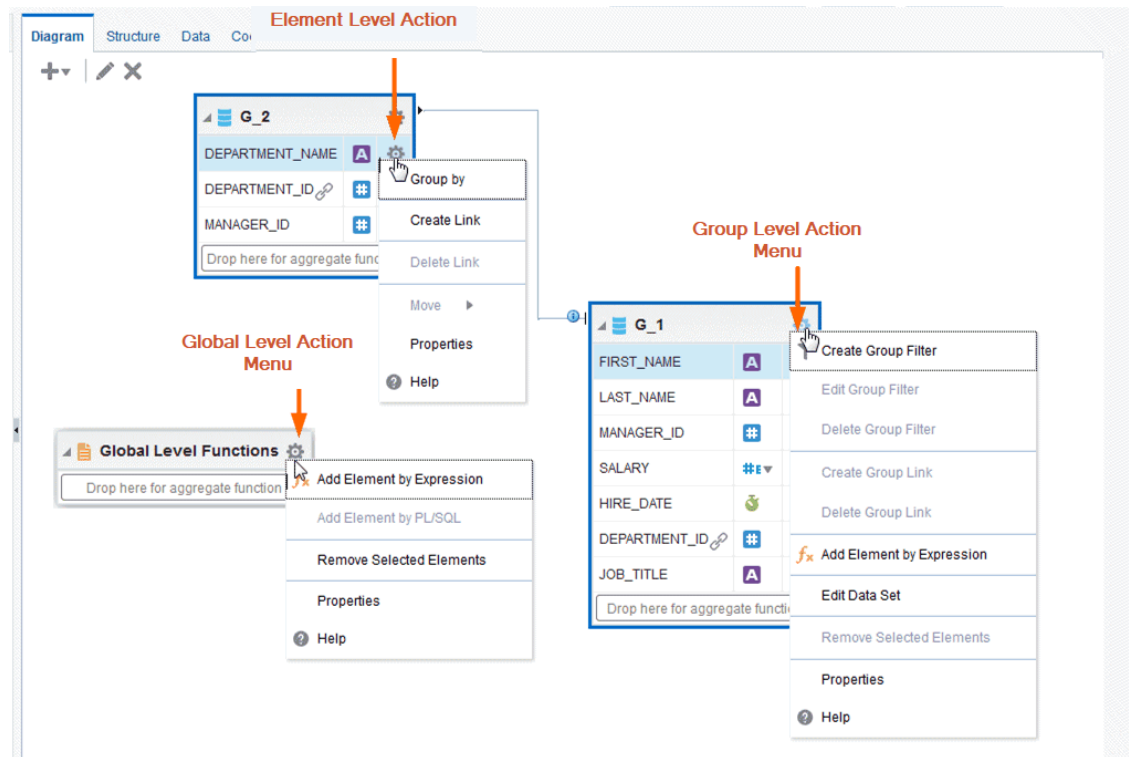 Element Level Action
Diagram Structure Data
G_2
DEPARTMENT_NAME A
DEPARTMENT_ID #
MANAGER_ID #
Drop here for aggregate func
Group by
Create Link
Delete Link
Move
Properties
Help
Group Level Action
Menu
G_1
FIRST_NAME A
LAST_NAME A
MANAGER_ID #
SALARY #E
HIRE_DATE
DEPARTMENT_ID #
JOB_TITLE A
Drop here for aggregate functi
Create Group Filter
Edit Group Filter
Delete Group Filter
Create Group Link
Delete Group Link
fx Add Element by Expression
Edit Data Set
Remove Selected Elements
Properties
Help
Global Level Action
Menu
Global Level Functions
Drop here for aggregate function
fx Add Element by Expression
Add Element by PL/SQL
Remove Selected Elements
Properties
Help